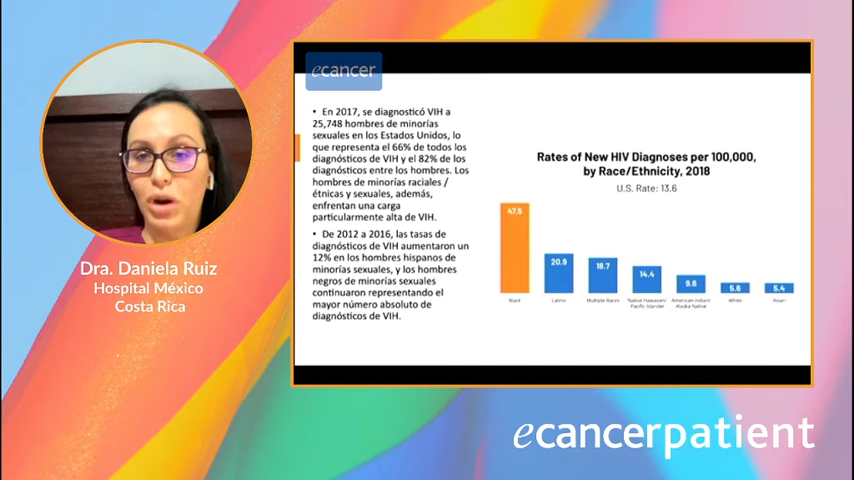 ecancer
• En 2017, se diagnosticó VIH a
25,748 hombres de minorías
sexuales en los Estados Unidos, lo
que representa el 66% de todos los
diagnósticos de VIH y el 82% de los
diagnósticos entre los hombres. Los
hombres de minorías raciales /
étnicas y sexuales, además,
enfrentan una carga
particularmente alta de VIH.
• De 2012 a 2016, las tasas de
diagnósticos de VIH aumentaron un
12% en los hombres hispanos de
minorías sexuales, y los hombres
negros de minorías sexuales
continuaron representando el
mayor número absoluto de
diagnósticos de VIH.
Rates of New HIV Diagnoses per 100,000,
by Race/Ethnicity, 2018
U.S. Rate: 13.6
47.5
20.9
18.7
14.4
9.6
5.6
5.4
Black
Latino
Multiple Races
Native Hawaiian/
Pacific Islander
American Indian/
Alaska Native
White
Asian
Dra. Daniela Ruiz
Hospital México
Costa Rica
ecancerpatient